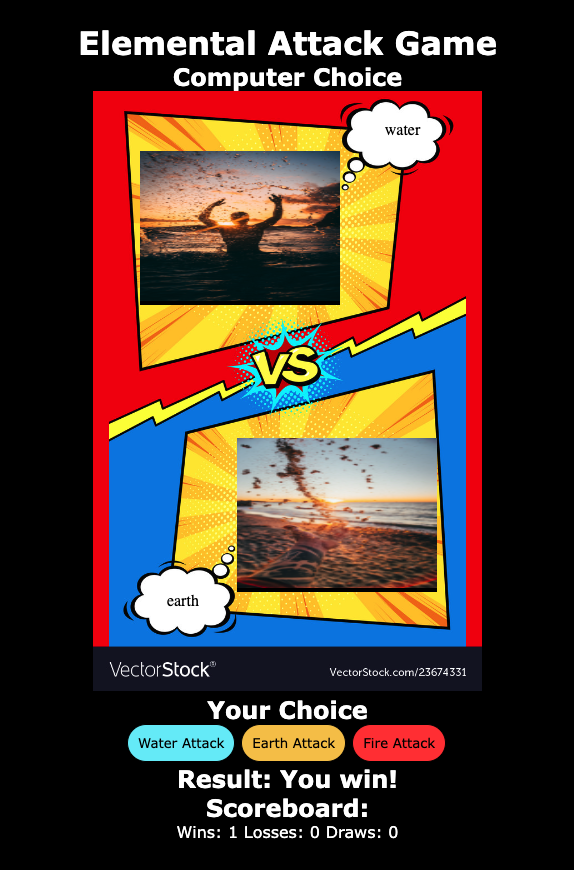 Elemental Attack Game
Computer Choice
water
VS
earth
VectorStock®
VectorStock.com/23674331
Your Choice
Water Attack Earth Attack Fire Attack
Result: You win!
Scoreboard:
Wins: 1 Losses: 0 Draws: 0